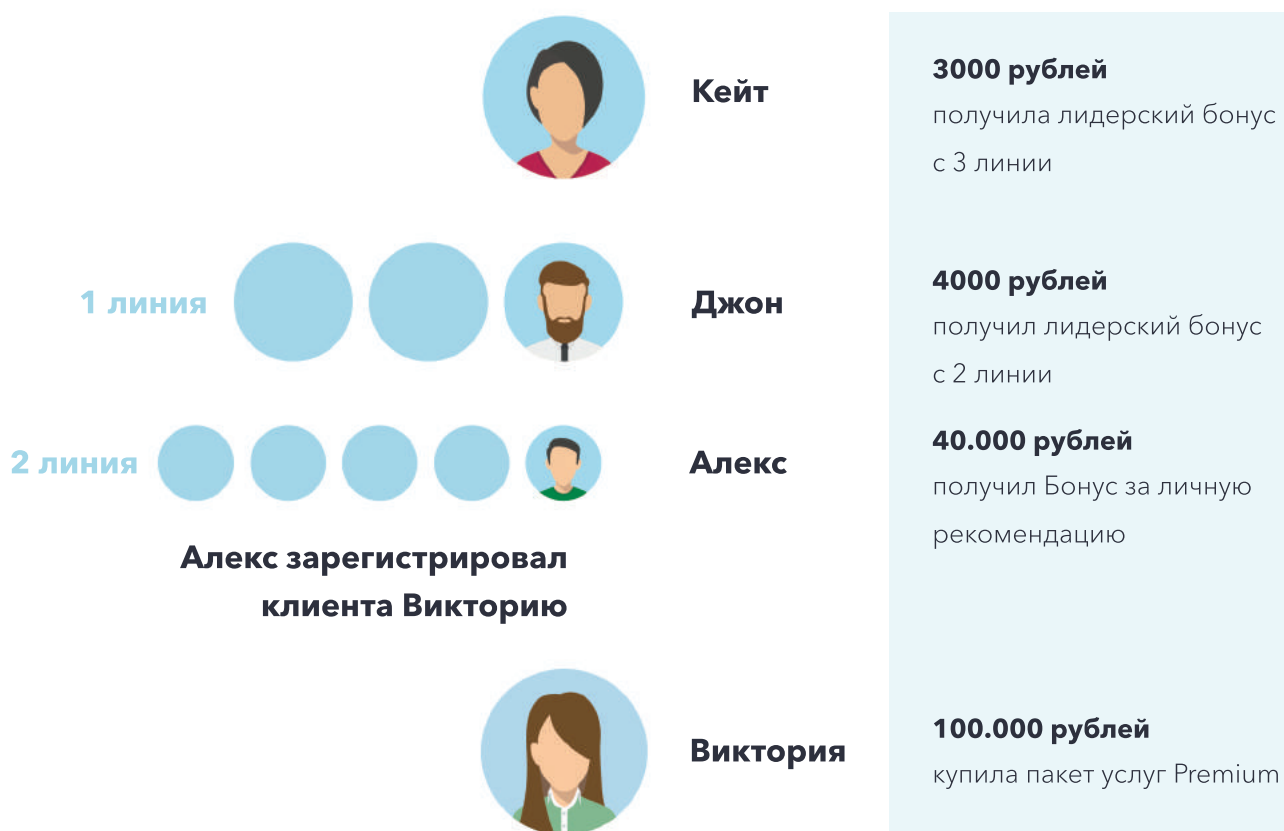 Кейт
3000 рублей
получила лидерский бонус
с 3 линии
1 линия
Джон
4000 рублей
получил лидерский бонус
с 2 линии
2 линия
Алекс
40.000 рублей
получил Бонус за личную
рекомендацию
Алекс зарегистрировал
клиента Викторию
Виктория
100.000 рублей
купила пакет услуг Premium